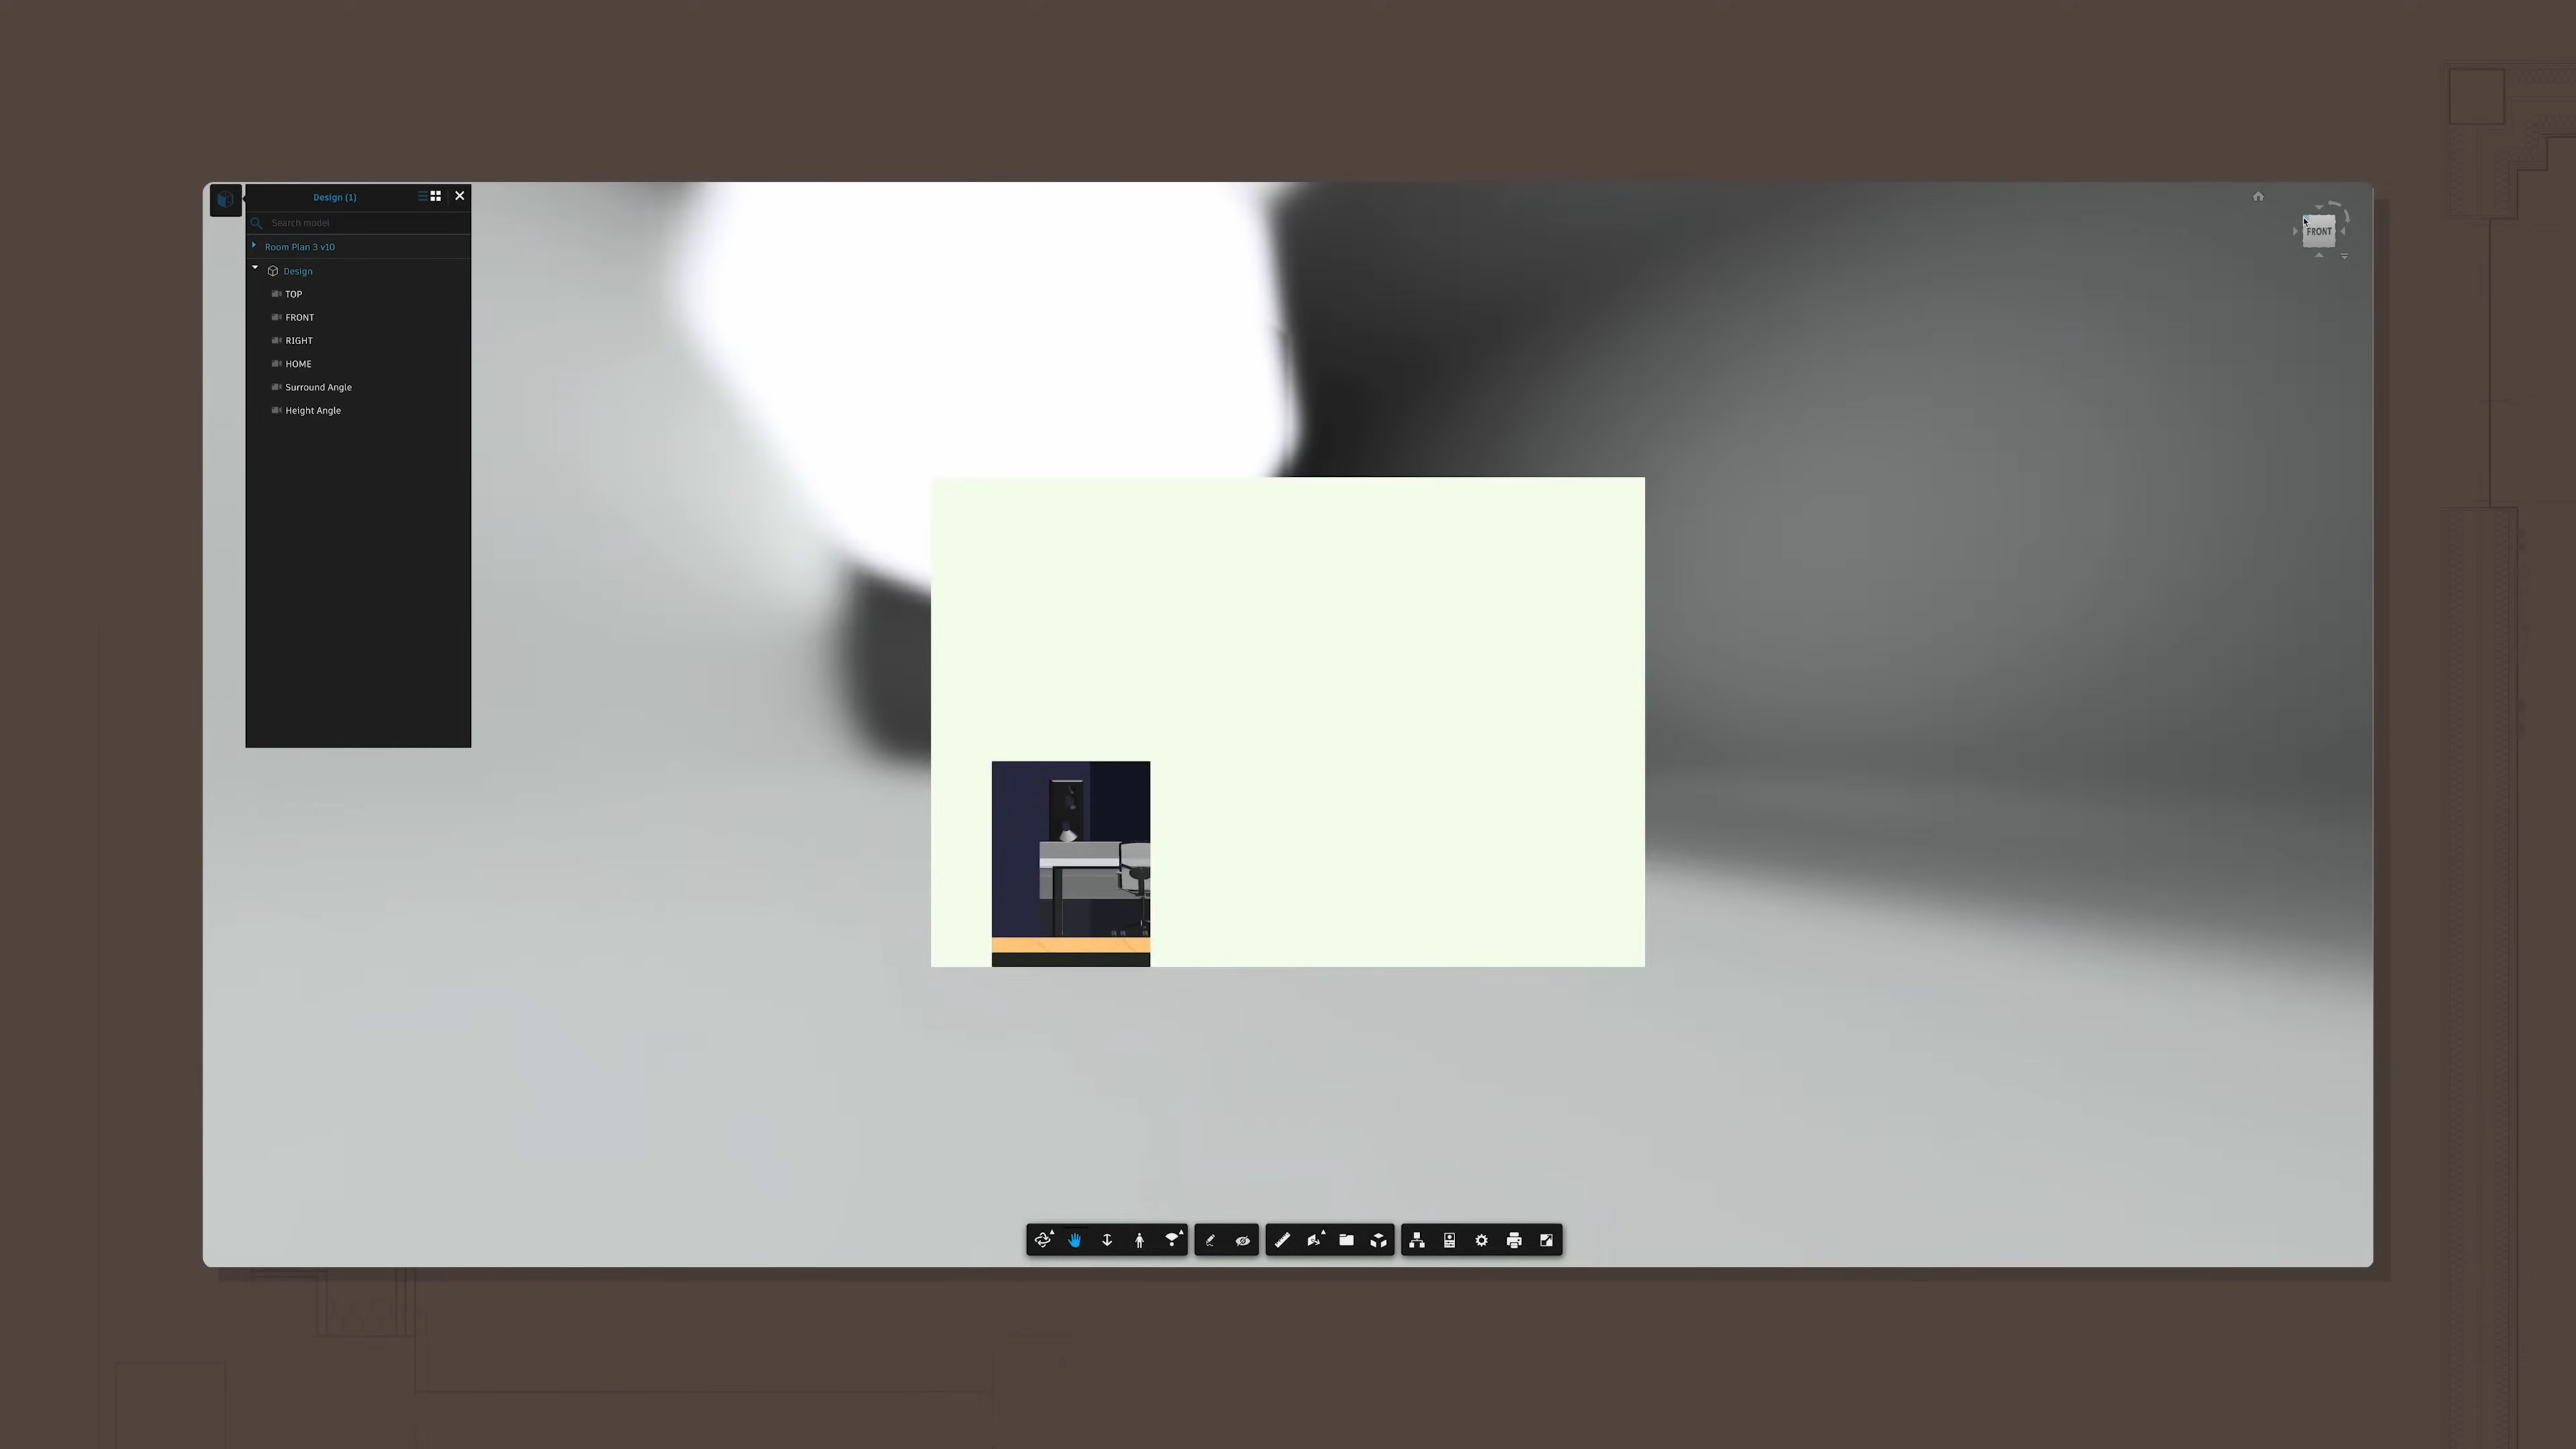 Design (1)
Search model
Room Plan 3 v10
Design
TOP
FRONT
RIGHT
HOME
Surround Angle
Height Angle
FRONT